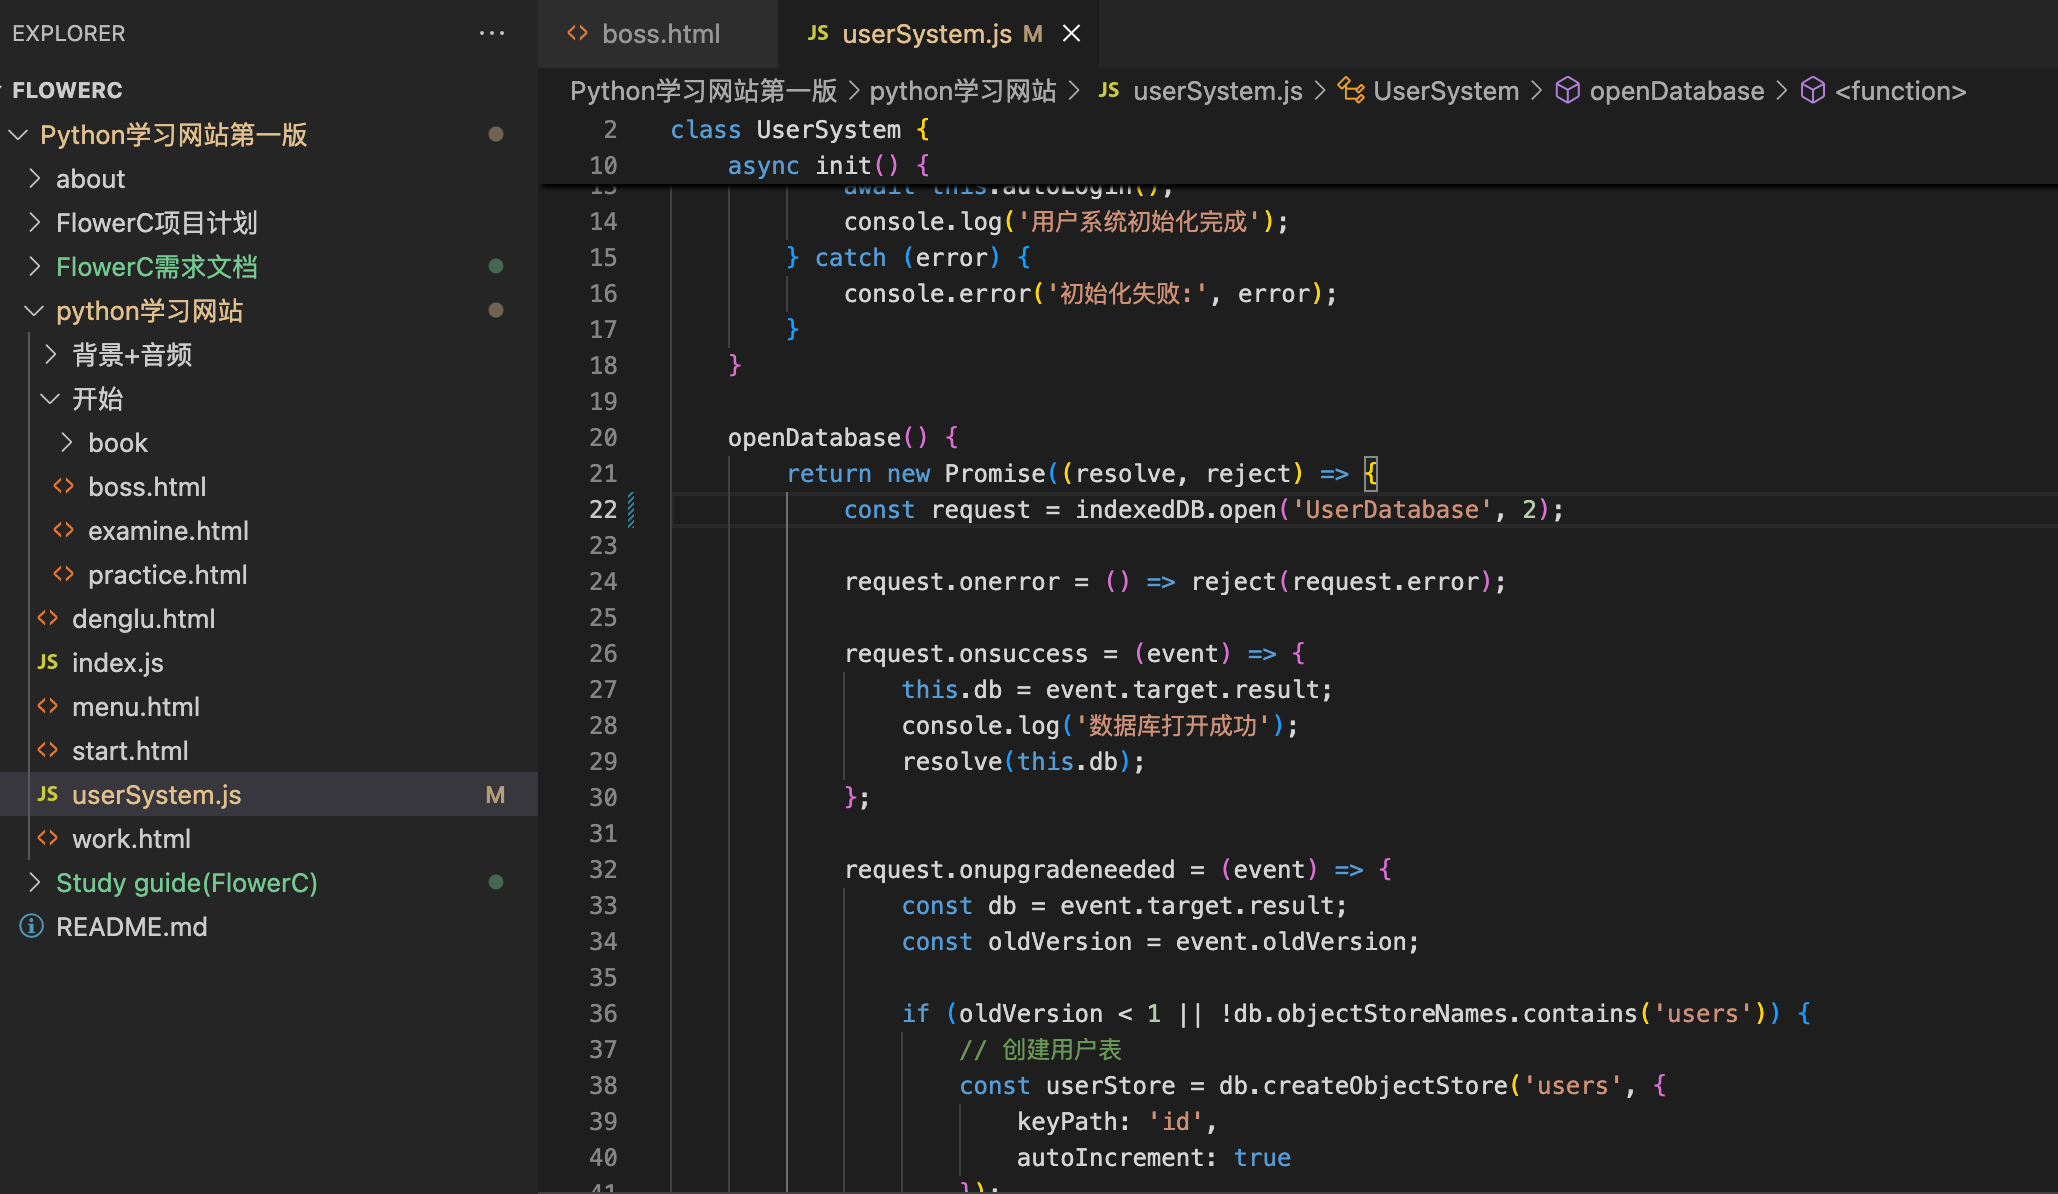 EXPLORER
FLOWERC
Python学习网站第一版
about
FlowerC项目计划
FlowerC需求文档
python学习网站
背景+音频
开始
book
boss.html
examine.html
practice.html
denglu.html
index.js
menu.html
start.html
JS userSystem.js M
work.html
Study guide(FlowerC)
README.md
boss.html JS userSystem.js M
Python学习网站第一版 > python学习网站 > JS userSystem.js > UserSystem > openDatabase > <function>
2 class UserSystem {
10 async init() {
13 await this.autoLogin();
14 console.log('用户系统初始化完成');
15 } catch (error) {
16 console.error('初始化失败:', error);
17 }
18 }
19
20 openDatabase() {
21 return new Promise((resolve, reject) => {
22 const request = indexedDB.open('UserDatabase', 2);
23
24 request.onerror = () => reject(request.error);
25
26 request.onsuccess = (event) => {
27 this.db = event.target.result;
28 console.log('数据库打开成功');
29 resolve(this.db);
30 };
31
32 request.onupgradeneeded = (event) => {
33 const db = event.target.result;
34 const oldVersion = event.oldVersion;
35
36 if (oldVersion < 1 || !db.objectStoreNames.contains('users')) {
37 // 创建用户表
38 const userStore = db.createObjectStore('users', {
39 keyPath: 'id',
40 autoIncrement: true
41 });